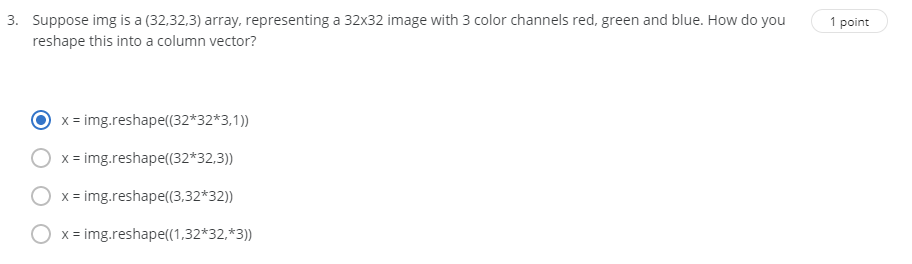 3. Suppose img is a (32,32,3) array, representing a 32x32 image with 3 color channels red, green and blue. How do you
reshape this into a column vector?
1 point
x = img.reshape((32*32*3,1))
x = img.reshape((32*32,3))
x = img.reshape((3,32*32))
x = img.reshape((1,32*32,*3))